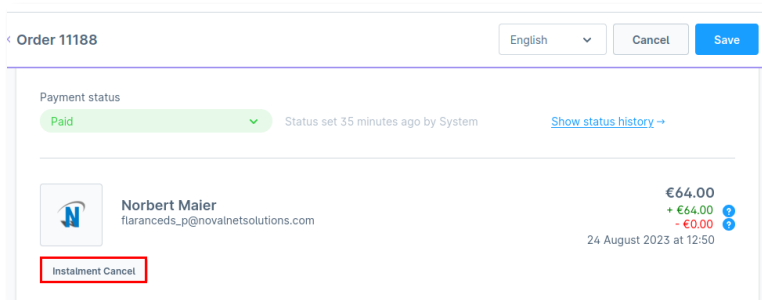 Order 11188
English
Cancel
Save
Payment status
Paid
Status set 35 minutes ago by System
Show status history →
N
Norbert Maier
flaranceds_p@novalnetsolutions.com
€64.00
+ €64.00 ?
- €0.00 ?
24 August 2023 at 12:50
Instalment Cancel